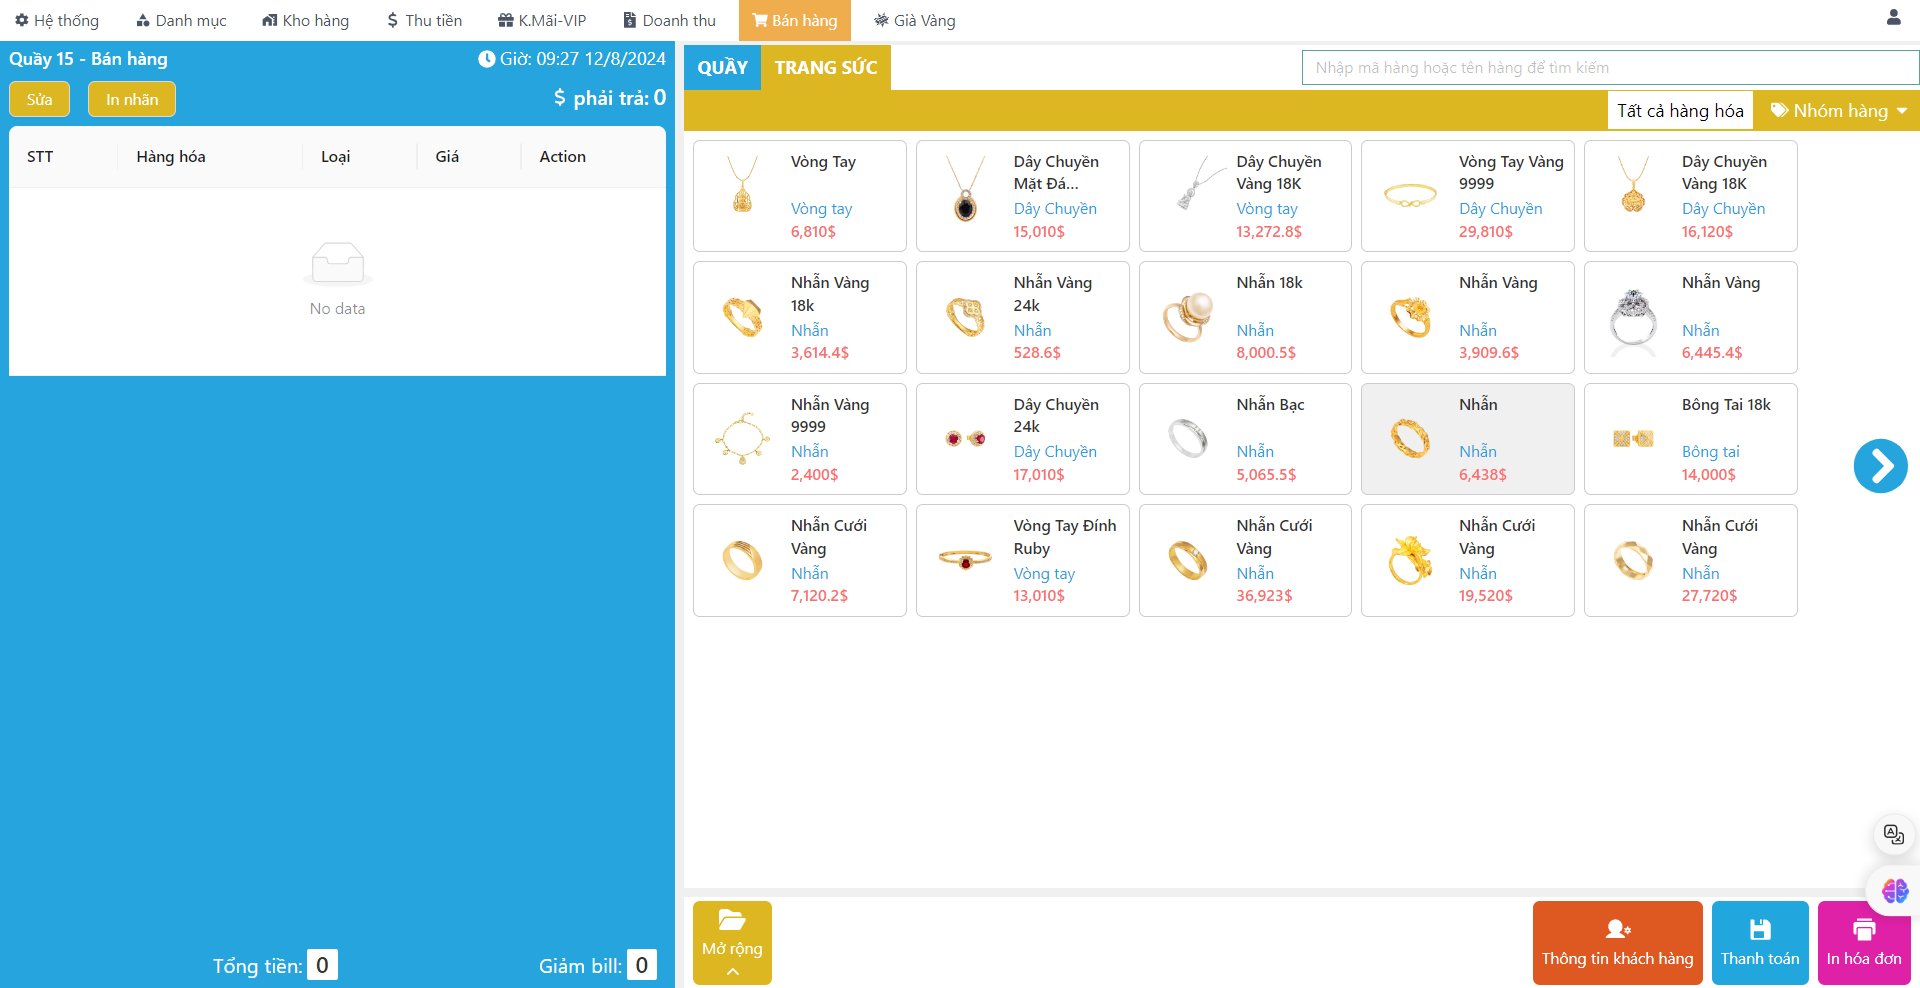 Hệ thống
Danh mục
Kho hàng
Thu tiền
K.Mãi-VIP
Doanh thu
Bán hàng
Già Vàng
Quầy 15 - Bán hàng
Giờ: 09:27 12/8/2024
Sửa
In nhãn
$ phải trả: 0
STT
Hàng hóa
Loại
Giá
Action
No data
Tổng tiền: 0
Giảm bill: 0
QUẦY
TRANG SỨC
Nhập mã hàng hoặc tên hàng để tìm kiếm
Tất cả hàng hóa
Nhóm hàng
Vòng Tay
Vòng tay
6,810$
Dây Chuyền
Mặt Đá...
Dây Chuyền
15,010$
Dây Chuyền
Vàng 18K
Vòng tay
13,272.8$
Vòng Tay Vàng
9999
Dây Chuyền
29,810$
Dây Chuyền
Vàng 18K
Dây Chuyền
16,120$
Nhẫn Vàng
18k
Nhẫn
3,614.4$
Nhẫn Vàng
24k
Nhẫn
528.6$
Nhẫn 18k
Nhẫn
8,000.5$
Nhẫn Vàng
Nhẫn
3,909.6$
Nhẫn Vàng
Nhẫn
6,445.4$
Nhẫn Vàng
9999
Nhẫn
2,400$
Dây Chuyền
24k
Dây Chuyền
17,010$
Nhẫn Bạc
Nhẫn
5,065.5$
Nhẫn
Nhẫn
6,438$
Bông Tai 18k
Bông tai
14,000$
Nhẫn Cưới
Vàng
Nhẫn
7,120.2$
Vòng Tay Đính
Ruby
Vòng tay
13,010$
Nhẫn Cưới
Vàng
Nhẫn
36,923$
Nhẫn Cưới
Vàng
Nhẫn
19,520$
Nhẫn Cưới
Vàng
Nhẫn
27,720$
Mở rộng
Thông tin khách hàng
Thanh toán
In hóa đơn